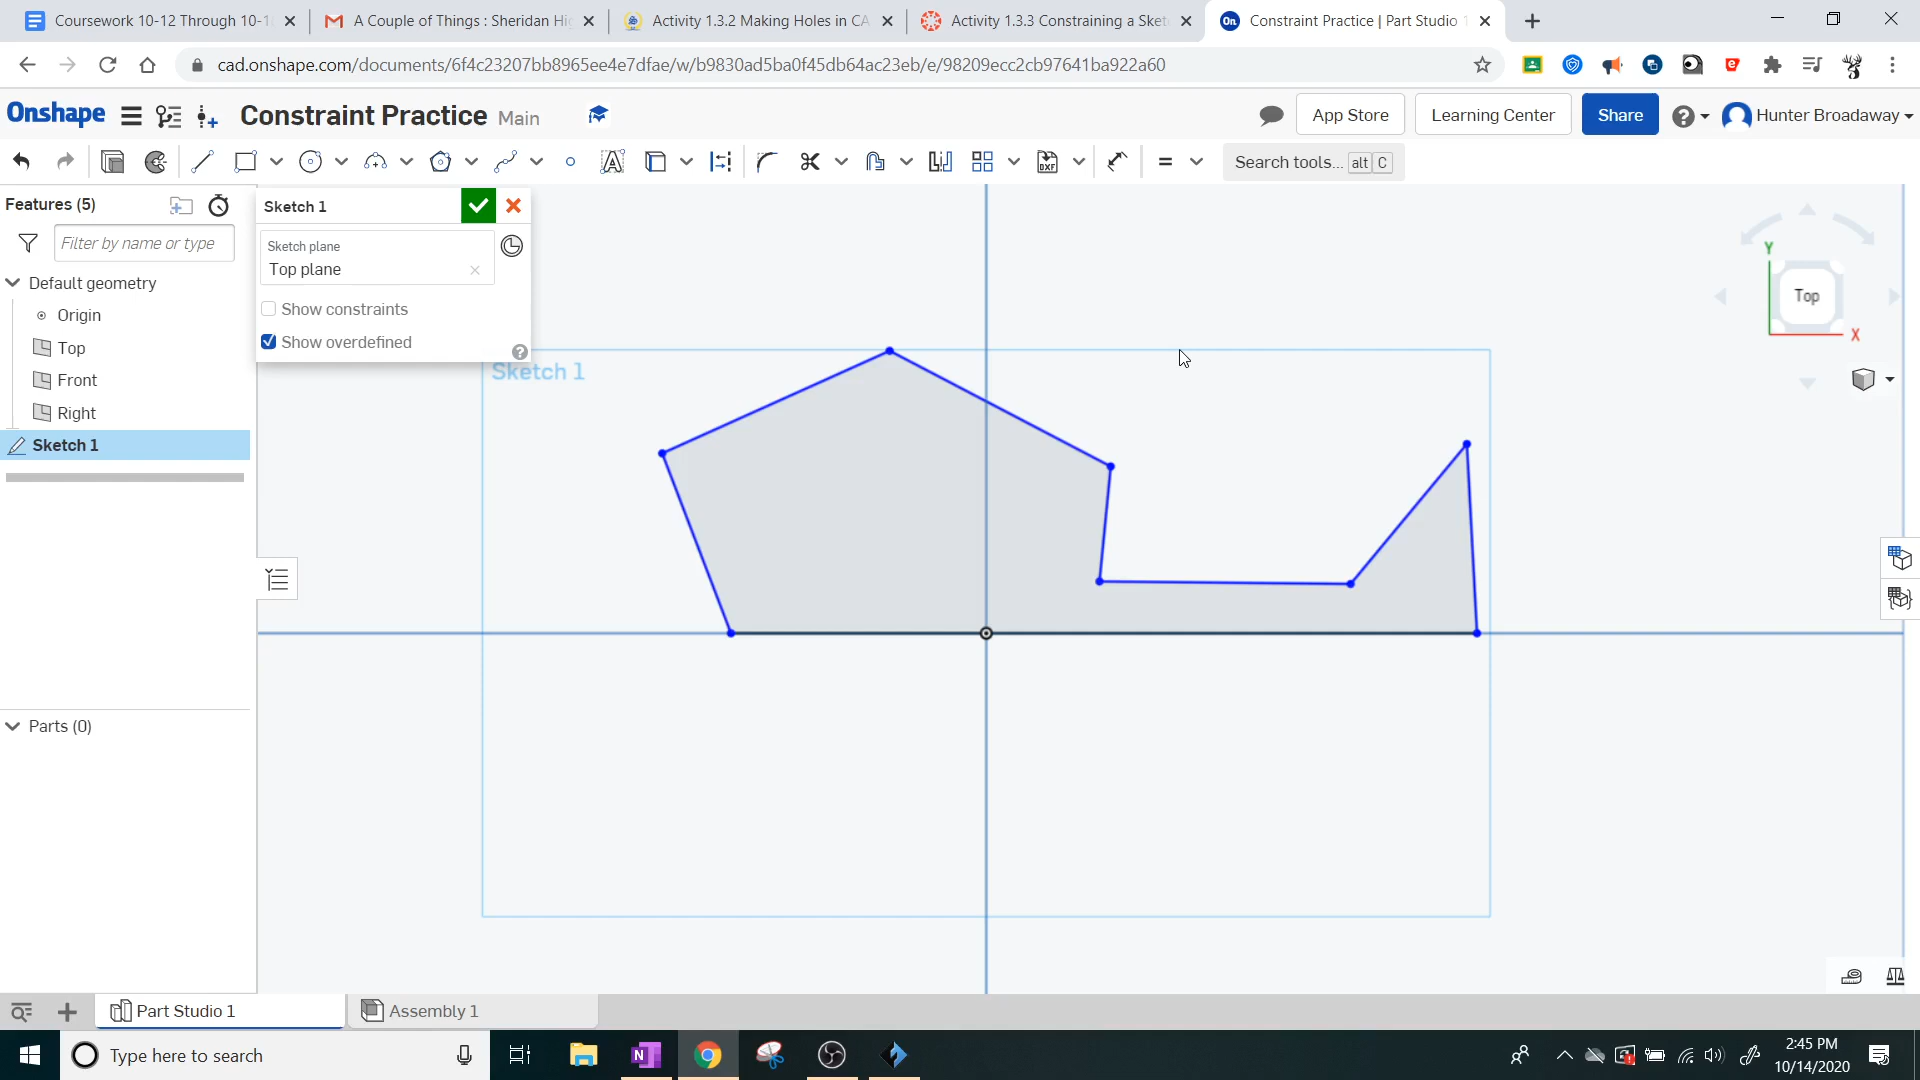 Coursework 10-12 Through 10-1
A Couple of Things : Sheridan Hi
Activity 1.3.2 Making Holes in CA
Activity 1.3.3 Constraining a Sket
Constraint Practice | Part Studio 1
cad.onshape.com/documents/6f4c23207bb8965ee4e7dfae/w/b9830ad5ba0f45db64ac23eb/e/98209ecc2cb97641ba922a60
Onshape
Constraint Practice Main
App Store
Learning Center
Share
Hunter Broadaway
Search tools... alt C
Features (5)
Filter by name or type
Default geometry
Origin
Top
Front
Right
Sketch 1
Parts (0)
Sketch 1
Sketch plane
Top plane
Show constraints
Show overdefined
Sketch 1
Y
Top
X
Part Studio 1
Assembly 1
Type here to search
2:45 PM
10/14/2020